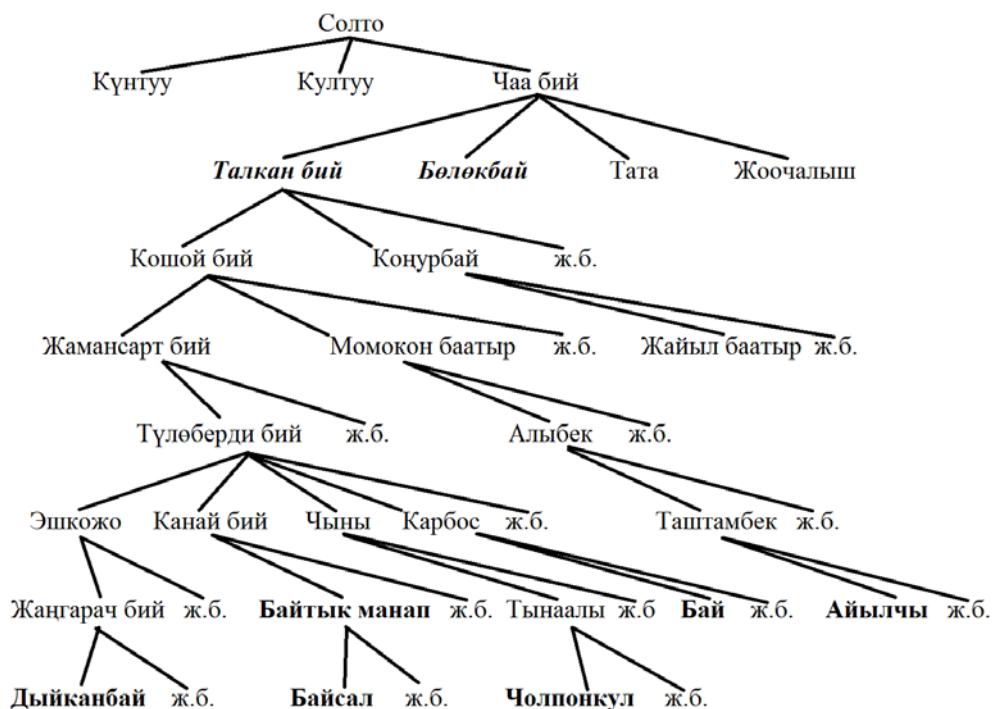 Солто
Күнтуу Култуу Чаа бий
Талкан бий Бөлөкбай Тата Жоочалыш
Кошой бий Коңурбай ж.б.
Жамансарт бий Момокон баатыр ж.б. Жайыл баатыр ж.б.
Түлөберди бий ж.б. Алыбек ж.б.
Эшкожо Канай бий Чыны Карбос ж.б. Таштамбек ж.б.
Жаңгарач бий ж.б. Байтык манап ж.б. Тынаалы ж.б Бай ж.б. Айылчы ж.б.
Дыйканбай ж.б. Байсал ж.б. Чолпонкул ж.б.